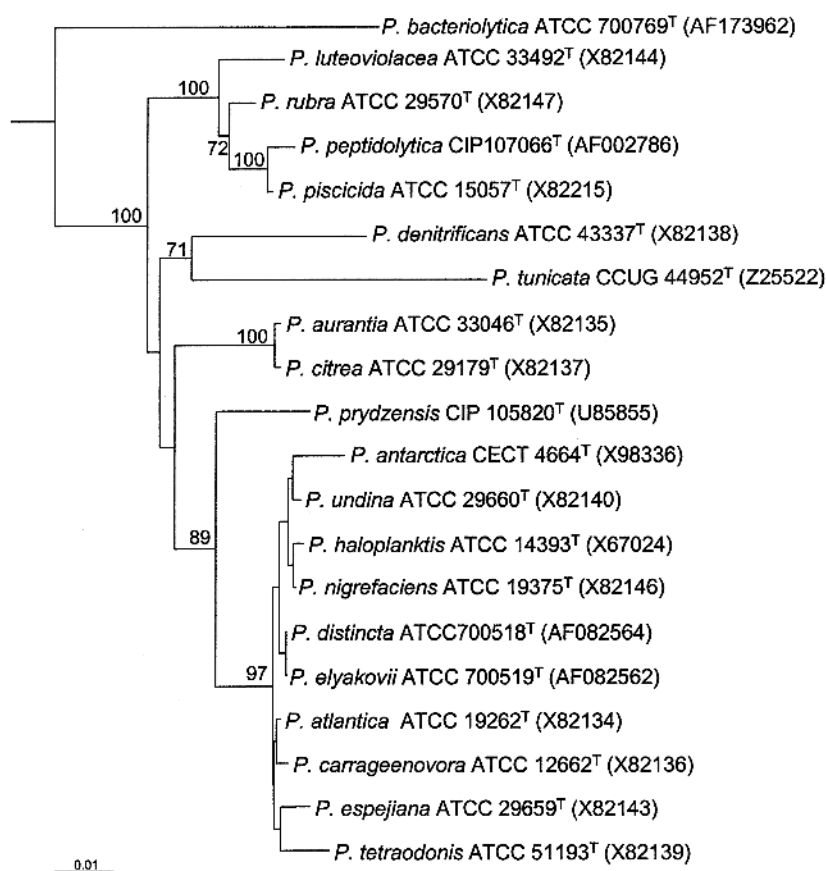 P. bacteriolytica ATCC 700769ᵀ (AF173962)
P. luteoviolacea ATCC 33492ᵀ (X82144)
100
P. rubra ATCC 29570ᵀ (X82147)
72
P. peptidolytica CIP107066ᵀ (AF002786)
100
P. piscicida ATCC 15057ᵀ (X82215)
100
P. denitrificans ATCC 43337ᵀ (X82138)
71
P. tunicata CCUG 44952ᵀ (Z25522)
P. aurantia ATCC 33046ᵀ (X82135)
100
P. citrea ATCC 29179ᵀ (X82137)
P. prydzensis CIP 105820ᵀ (U85855)
P. antarctica CECT 4664ᵀ (X98336)
P. undina ATCC 29660ᵀ (X82140)
89
P. haloplanktis ATCC 14393ᵀ (X67024)
P. nigrefaciens ATCC 19375ᵀ (X82146)
P. distincta ATCC700518ᵀ (AF082564)
97
P. elyakovii ATCC 700519ᵀ (AF082562)
P. atlantica ATCC 19262ᵀ (X82134)
P. carrageenovora ATCC 12662ᵀ (X82136)
P. espejiana ATCC 29659ᵀ (X82143)
P. tetraodonis ATCC 51193ᵀ (X82139)
0.01